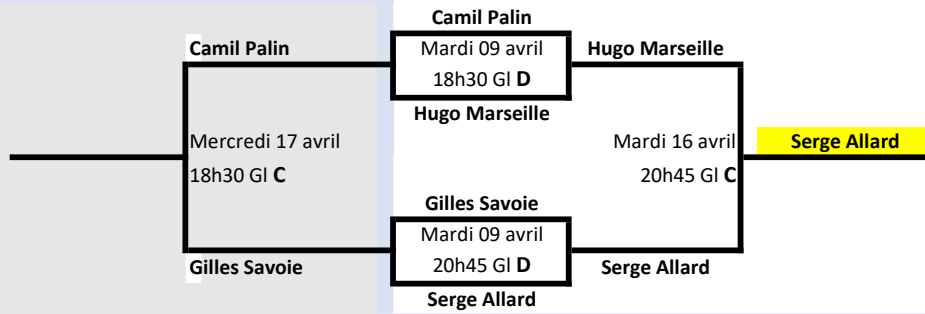 Camil Palin
Camil Palin
Mardi 09 avril
Hugo Marseille
18h30 Gl D
Hugo Marseille
Mercredi 17 avril
Mardi 16 avril
Serge Allard
18h30 Gl C
20h45 Gl C
Gilles Savoie
Mardi 09 avril
20h45 Gl D
Gilles Savoie
Serge Allard
Serge Allard